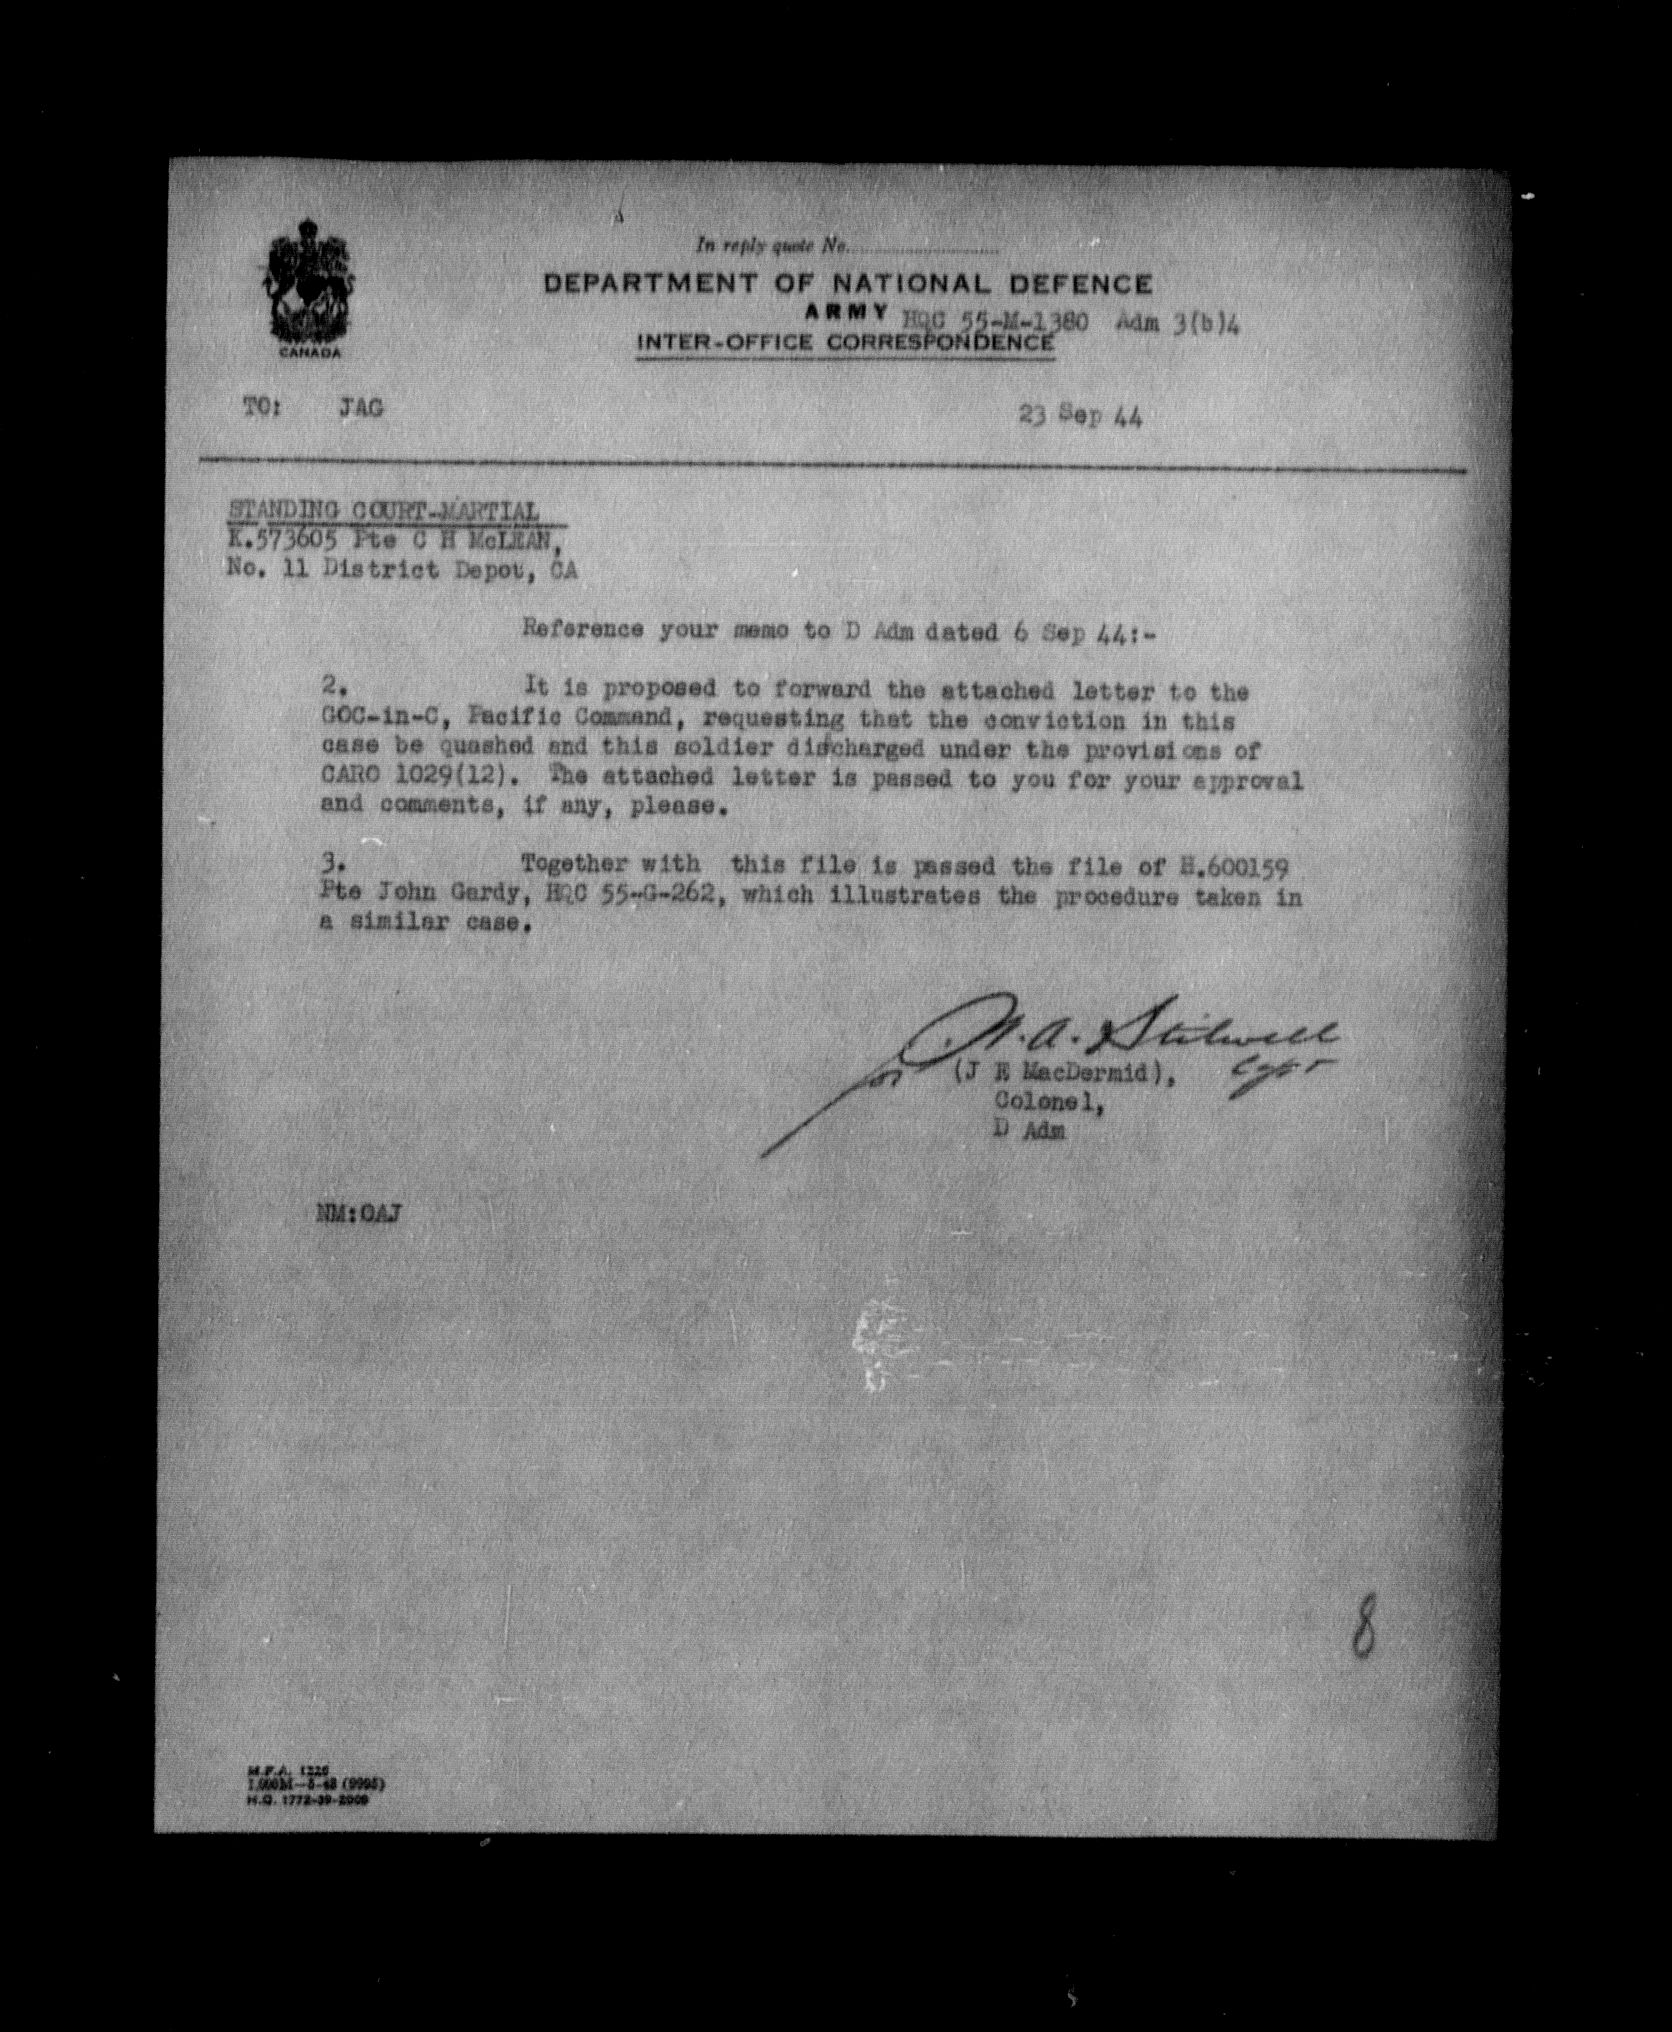 In reply quote No.
DEPARTMENT OF NATIONAL DEFENCE
ARMY HQC 55-M-1380 Adm 3(b)4
INTER-OFFICE CORRESPONDENCE
CANADA
TO: JAG
23 Sep 44
STANDING COURT-MARTIAL
K.573605 Pte C H McLEAN,
No. 11 District Depot, CA
Reference your memo to D Adm dated 6 Sep 44:-
2. It is proposed to forward the attached letter to the
GOC-in-C, Pacific Command, requesting that the conviction in this
case be quashed and this soldier discharged under the provisions of
CARO 1029(12). The attached letter is passed to you for your approval
and comments, if any, please.
3. Together with this file is passed the file of H.600159
Pte John Gardy, HQC 55-G-262, which illustrates the procedure taken in
a similar case.
for
W.A. Stilwell
Capt
(J E MacDermid),
Colonel,
D Adm
NM:OAJ
8
M.F.A. 1226
H.Q. 1772-39-2009